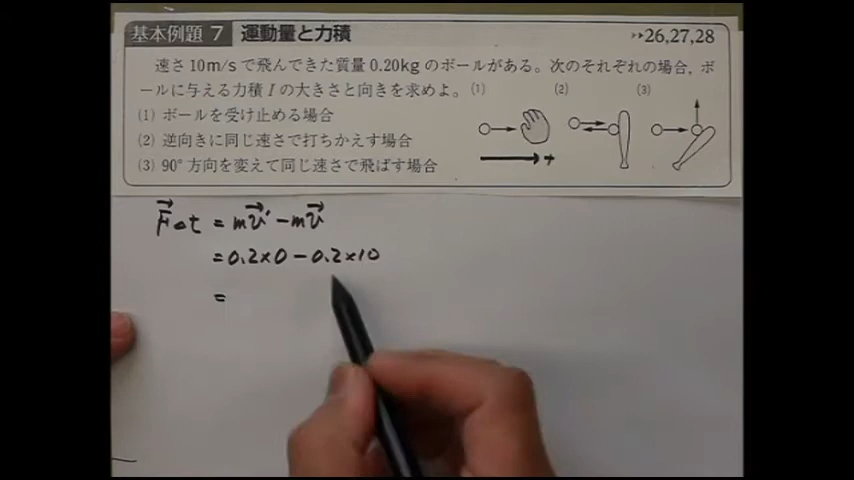 基本例題 7 運動量と力積 ▸▸26,27,28
速さ 10m/s で飛んできた質量 0.20kg のボールがある。次のそれぞれの場合，ボ
ールに与える力積 I の大きさと向きを求めよ。 (1) (2) (3)
(1) ボールを受け止める場合
(2) 逆向きに同じ速さで打ちかえす場合
(3) 90°方向を変えて同じ速さで飛ばす場合
+
F⃗Δt = mv⃗' − mv⃗
= 0.2×0 − 0.2×10
=